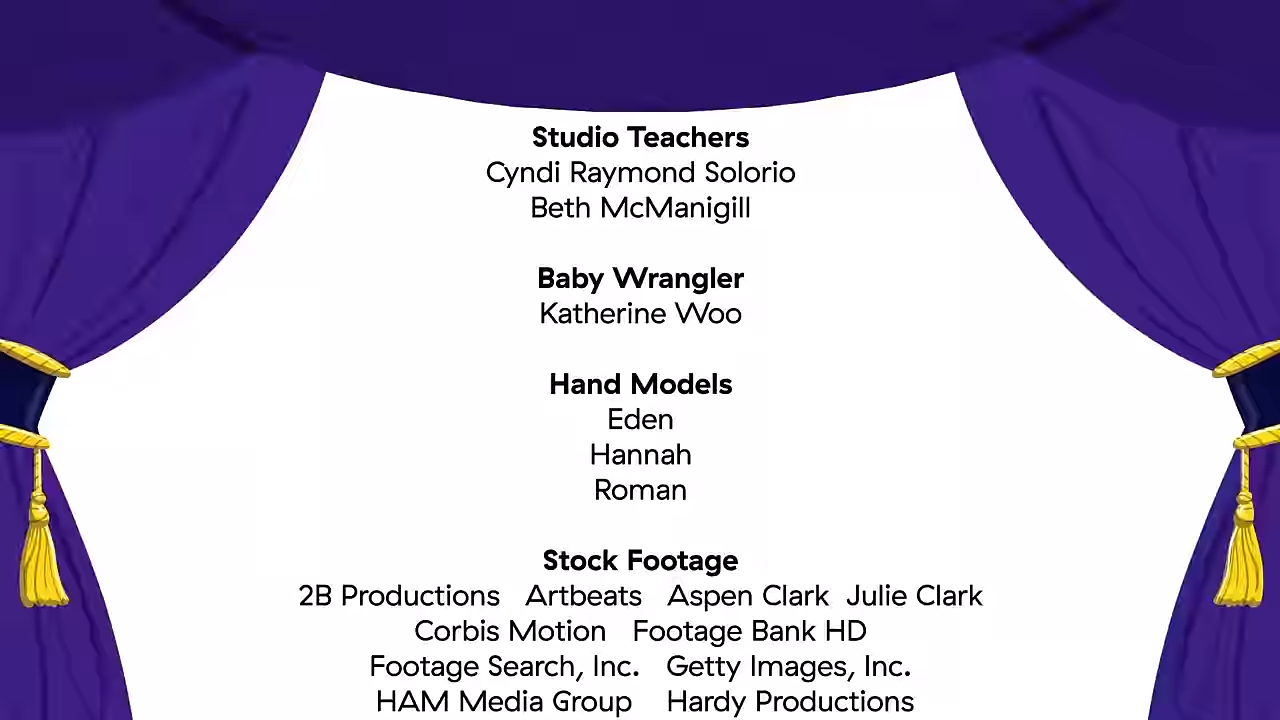 Studio Teachers
Cyndi Raymond Solorio
Beth McManigill
Baby Wrangler
Katherine Woo
Hand Models
Eden
Hannah
Roman
Stock Footage
2B Productions Artbeats Aspen Clark Julie Clark
Corbis Motion Footage Bank HD
Footage Search, Inc. Getty Images, Inc.
HAM Media Group Hardy Productions